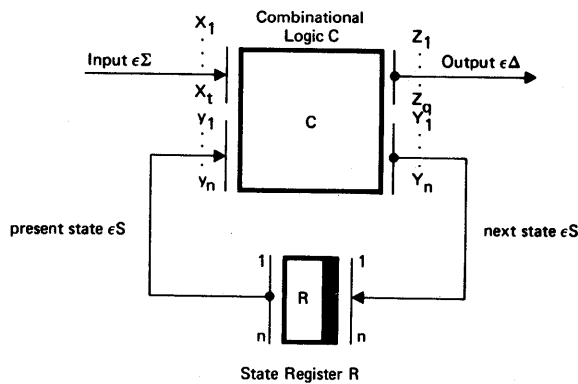 Combinational
Logic C
X1
Xt
y1
yn
Input ϵΣ
C
Z1
Zq
Y1
Yn
Output ϵΔ
present state ϵS
next state ϵS
1
n
R
1
n
State Register R